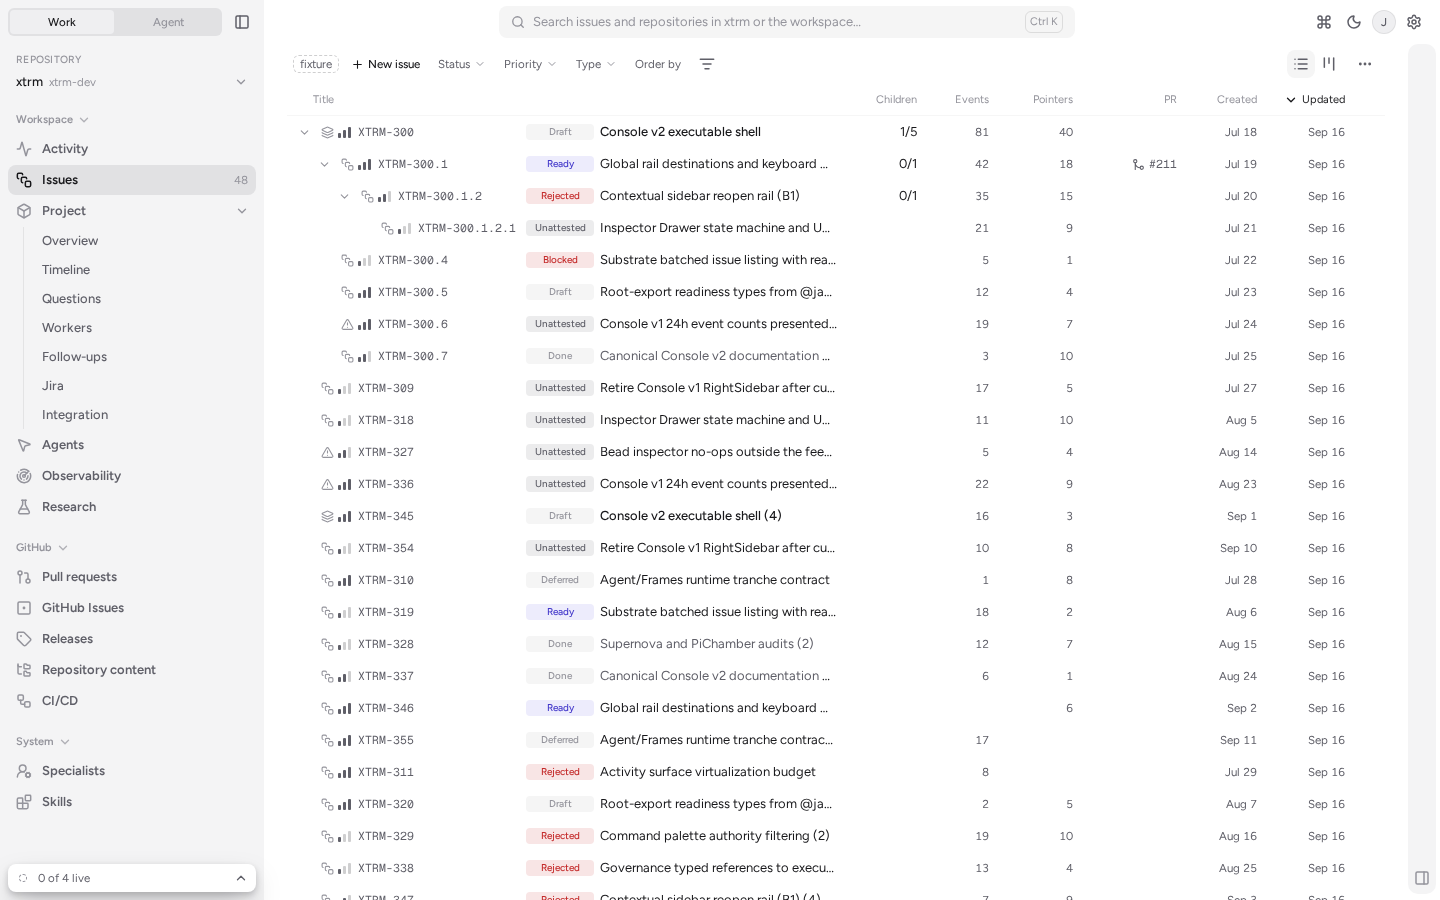 Work Agent
Search issues and repositories in xtrm or the workspace... Ctrl K
J
REPOSITORY
xtrm xtrm-dev
Workspace
Activity
Issues 48
Project
Overview
Timeline
Questions
Workers
Follow-ups
Jira
Integration
Agents
Observability
Research
GitHub
Pull requests
GitHub Issues
Releases
Repository content
CI/CD
System
Specialists
Skills
0 of 4 live
fixture New issue Status Priority Type Order by
Title Children Events Pointers PR Created Updated
XTRM-300 Draft Console v2 executable shell 1/5 81 40 Jul 18 Sep 16
XTRM-300.1 Ready Global rail destinations and keyboard ... 0/1 42 18 #211 Jul 19 Sep 16
XTRM-300.1.2 Rejected Contextual sidebar reopen rail (B1) 0/1 35 15 Jul 20 Sep 16
XTRM-300.1.2.1 Unattested Inspector Drawer state machine and U... 21 9 Jul 21 Sep 16
XTRM-300.4 Blocked Substrate batched issue listing with rea... 5 1 Jul 22 Sep 16
XTRM-300.5 Draft Root-export readiness types from @ja... 12 4 Jul 23 Sep 16
XTRM-300.6 Unattested Console v1 24h event counts presented... 19 7 Jul 24 Sep 16
XTRM-300.7 Done Canonical Console v2 documentation ... 3 10 Jul 25 Sep 16
XTRM-309 Unattested Retire Console v1 RightSidebar after cu... 17 5 Jul 27 Sep 16
XTRM-318 Unattested Inspector Drawer state machine and U... 11 10 Aug 5 Sep 16
XTRM-327 Unattested Bead inspector no-ops outside the fee... 5 4 Aug 14 Sep 16
XTRM-336 Unattested Console v1 24h event counts presented... 22 9 Aug 23 Sep 16
XTRM-345 Draft Console v2 executable shell (4) 16 3 Sep 1 Sep 16
XTRM-354 Unattested Retire Console v1 RightSidebar after cu... 10 8 Sep 10 Sep 16
XTRM-310 Deferred Agent/Frames runtime tranche contract 1 8 Jul 28 Sep 16
XTRM-319 Ready Substrate batched issue listing with rea... 18 2 Aug 6 Sep 16
XTRM-328 Done Supernova and PiChamber audits (2) 12 7 Aug 15 Sep 16
XTRM-337 Done Canonical Console v2 documentation ... 6 1 Aug 24 Sep 16
XTRM-346 Ready Global rail destinations and keyboard ... 6 Sep 2 Sep 16
XTRM-355 Deferred Agent/Frames runtime tranche contrac... 17 Sep 11 Sep 16
XTRM-311 Rejected Activity surface virtualization budget 8 Jul 29 Sep 16
XTRM-320 Draft Root-export readiness types from @ja... 2 5 Aug 7 Sep 16
XTRM-329 Rejected Command palette authority filtering (2) 19 10 Aug 16 Sep 16
XTRM-338 Rejected Governance typed references to execu... 13 4 Aug 25 Sep 16
XTRM-347 Rejected Contextual sidebar reopen rail (B1) (4) 7 9 Sep 3 Sep 16